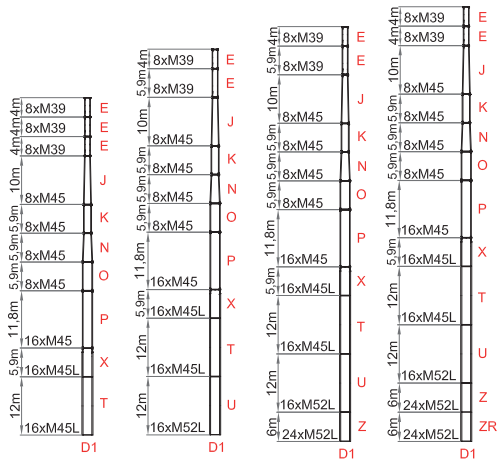 4m 8xM39 E
4m 8xM39 E
4m 8xM39 E
10m 8xM45 J
5,9m 8xM45 K
5,9m 8xM45 N
5,9m 8xM45 O
11,8m 16xM45 P
5,9m 16xM45L X
12m 16xM45L T
D1
4m 8xM39 E
5,9m 8xM39 E
10m 8xM45 J
5,9m 8xM45 K
5,9m 8xM45 N
5,9m 8xM45 O
11,8m 16xM45 P
5,9m 16xM45L X
12m 16xM45L T
12m 16xM52L U
D1
4m 8xM39 E
5,9m 8xM39 E
10m 8xM45 J
5,9m 8xM45 K
5,9m 8xM45 N
5,9m 8xM45 O
11,8m 16xM45 P
5,9m 16xM45L X
12m 16xM45L T
12m 16xM52L U
6m 24xM52L Z
D1
4m 8xM39 E
4m 8xM39 E
10m 8xM45 J
5,9m 8xM45 K
5,9m 8xM45 N
5,9m 8xM45 O
11,8m 16xM45 P
5,9m 16xM45L X
12m 16xM45L T
12m 16xM52L U
6m 24xM52L Z
6m 24xM52L ZR
D1